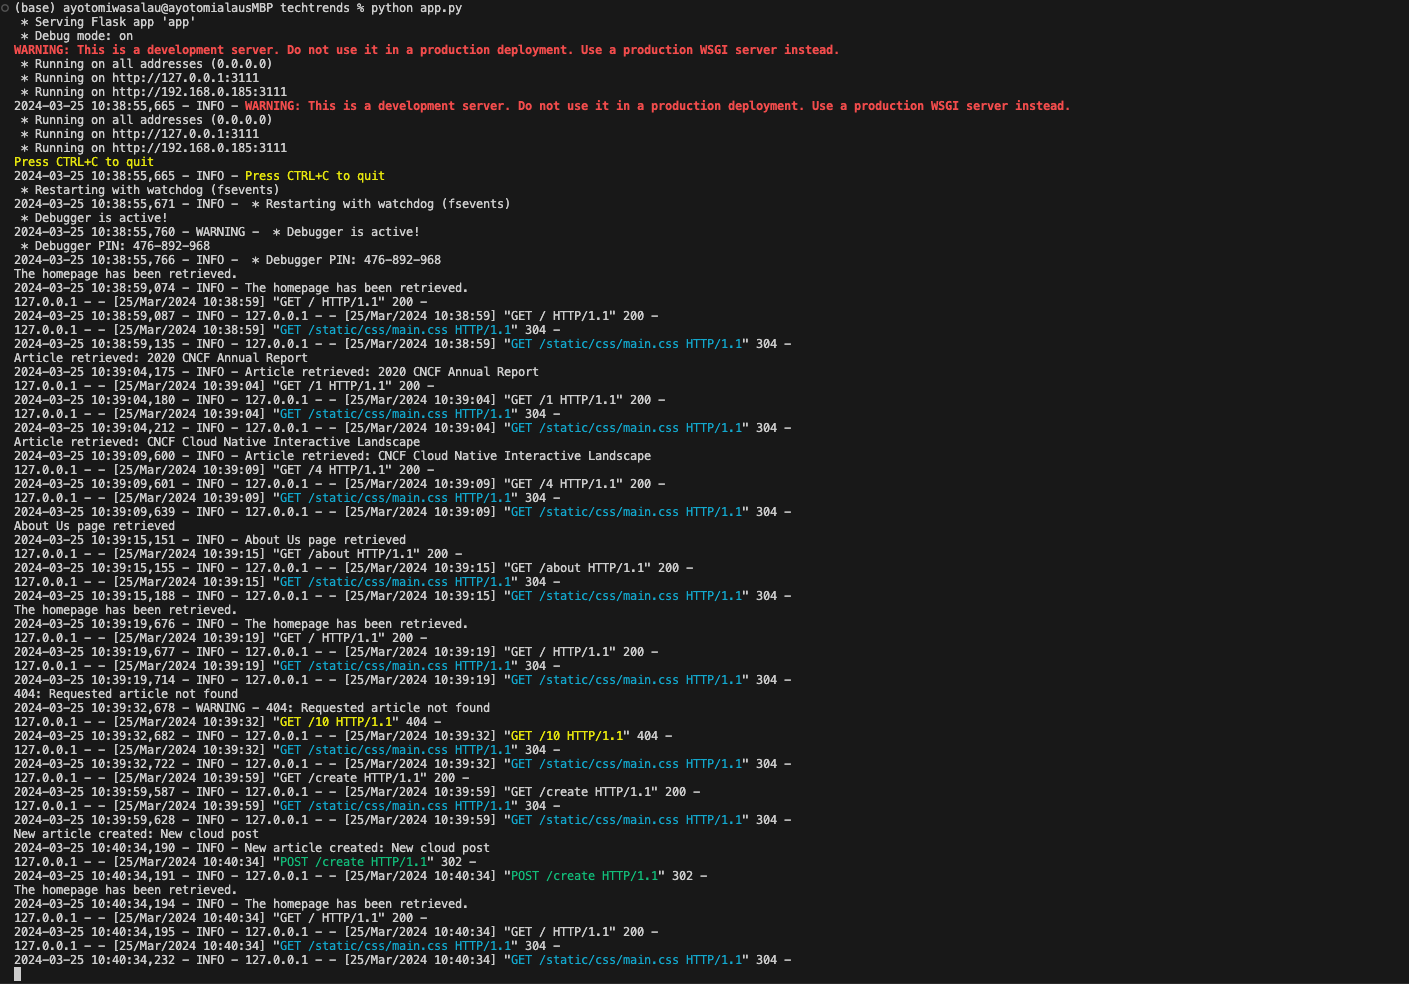 (base) ayotomiwasalau@ayotomialausMBP techtrends % python app.py
 * Serving Flask app 'app'
 * Debug mode: on
WARNING: This is a development server. Do not use it in a production deployment. Use a production WSGI server instead.
 * Running on all addresses (0.0.0.0)
 * Running on http://127.0.0.1:3111
 * Running on http://192.168.0.185:3111
2024-03-25 10:38:55,665 - INFO - WARNING: This is a development server. Do not use it in a production deployment. Use a production WSGI server instead.
 * Running on all addresses (0.0.0.0)
 * Running on http://127.0.0.1:3111
 * Running on http://192.168.0.185:3111
Press CTRL+C to quit
2024-03-25 10:38:55,665 - INFO - Press CTRL+C to quit
 * Restarting with watchdog (fsevents)
2024-03-25 10:38:55,671 - INFO -  * Restarting with watchdog (fsevents)
 * Debugger is active!
2024-03-25 10:38:55,760 - WARNING -  * Debugger is active!
 * Debugger PIN: 476-892-968
2024-03-25 10:38:55,766 - INFO -  * Debugger PIN: 476-892-968
The homepage has been retrieved.
2024-03-25 10:38:59,074 - INFO - The homepage has been retrieved.
127.0.0.1 - - [25/Mar/2024 10:38:59] "GET / HTTP/1.1" 200 -
2024-03-25 10:38:59,087 - INFO - 127.0.0.1 - - [25/Mar/2024 10:38:59] "GET / HTTP/1.1" 200 -
127.0.0.1 - - [25/Mar/2024 10:38:59] "GET /static/css/main.css HTTP/1.1" 304 -
2024-03-25 10:38:59,135 - INFO - 127.0.0.1 - - [25/Mar/2024 10:38:59] "GET /static/css/main.css HTTP/1.1" 304 -
Article retrieved: 2020 CNCF Annual Report
2024-03-25 10:39:04,175 - INFO - Article retrieved: 2020 CNCF Annual Report
127.0.0.1 - - [25/Mar/2024 10:39:04] "GET /1 HTTP/1.1" 200 -
2024-03-25 10:39:04,180 - INFO - 127.0.0.1 - - [25/Mar/2024 10:39:04] "GET /1 HTTP/1.1" 200 -
127.0.0.1 - - [25/Mar/2024 10:39:04] "GET /static/css/main.css HTTP/1.1" 304 -
2024-03-25 10:39:04,212 - INFO - 127.0.0.1 - - [25/Mar/2024 10:39:04] "GET /static/css/main.css HTTP/1.1" 304 -
Article retrieved: CNCF Cloud Native Interactive Landscape
2024-03-25 10:39:09,600 - INFO - Article retrieved: CNCF Cloud Native Interactive Landscape
127.0.0.1 - - [25/Mar/2024 10:39:09] "GET /4 HTTP/1.1" 200 -
2024-03-25 10:39:09,601 - INFO - 127.0.0.1 - - [25/Mar/2024 10:39:09] "GET /4 HTTP/1.1" 200 -
127.0.0.1 - - [25/Mar/2024 10:39:09] "GET /static/css/main.css HTTP/1.1" 304 -
2024-03-25 10:39:09,639 - INFO - 127.0.0.1 - - [25/Mar/2024 10:39:09] "GET /static/css/main.css HTTP/1.1" 304 -
About Us page retrieved
2024-03-25 10:39:15,151 - INFO - About Us page retrieved
127.0.0.1 - - [25/Mar/2024 10:39:15] "GET /about HTTP/1.1" 200 -
2024-03-25 10:39:15,155 - INFO - 127.0.0.1 - - [25/Mar/2024 10:39:15] "GET /about HTTP/1.1" 200 -
127.0.0.1 - - [25/Mar/2024 10:39:15] "GET /static/css/main.css HTTP/1.1" 304 -
2024-03-25 10:39:15,188 - INFO - 127.0.0.1 - - [25/Mar/2024 10:39:15] "GET /static/css/main.css HTTP/1.1" 304 -
The homepage has been retrieved.
2024-03-25 10:39:19,676 - INFO - The homepage has been retrieved.
127.0.0.1 - - [25/Mar/2024 10:39:19] "GET / HTTP/1.1" 200 -
2024-03-25 10:39:19,677 - INFO - 127.0.0.1 - - [25/Mar/2024 10:39:19] "GET / HTTP/1.1" 200 -
127.0.0.1 - - [25/Mar/2024 10:39:19] "GET /static/css/main.css HTTP/1.1" 304 -
2024-03-25 10:39:19,714 - INFO - 127.0.0.1 - - [25/Mar/2024 10:39:19] "GET /static/css/main.css HTTP/1.1" 304 -
404: Requested article not found
2024-03-25 10:39:32,678 - WARNING - 404: Requested article not found
127.0.0.1 - - [25/Mar/2024 10:39:32] "GET /10 HTTP/1.1" 404 -
2024-03-25 10:39:32,682 - INFO - 127.0.0.1 - - [25/Mar/2024 10:39:32] "GET /10 HTTP/1.1" 404 -
127.0.0.1 - - [25/Mar/2024 10:39:32] "GET /static/css/main.css HTTP/1.1" 304 -
2024-03-25 10:39:32,722 - INFO - 127.0.0.1 - - [25/Mar/2024 10:39:32] "GET /static/css/main.css HTTP/1.1" 304 -
127.0.0.1 - - [25/Mar/2024 10:39:59] "GET /create HTTP/1.1" 200 -
2024-03-25 10:39:59,587 - INFO - 127.0.0.1 - - [25/Mar/2024 10:39:59] "GET /create HTTP/1.1" 200 -
127.0.0.1 - - [25/Mar/2024 10:39:59] "GET /static/css/main.css HTTP/1.1" 304 -
2024-03-25 10:39:59,628 - INFO - 127.0.0.1 - - [25/Mar/2024 10:39:59] "GET /static/css/main.css HTTP/1.1" 304 -
New article created: New cloud post
2024-03-25 10:40:34,190 - INFO - New article created: New cloud post
127.0.0.1 - - [25/Mar/2024 10:40:34] "POST /create HTTP/1.1" 302 -
2024-03-25 10:40:34,191 - INFO - 127.0.0.1 - - [25/Mar/2024 10:40:34] "POST /create HTTP/1.1" 302 -
The homepage has been retrieved.
2024-03-25 10:40:34,194 - INFO - The homepage has been retrieved.
127.0.0.1 - - [25/Mar/2024 10:40:34] "GET / HTTP/1.1" 200 -
2024-03-25 10:40:34,195 - INFO - 127.0.0.1 - - [25/Mar/2024 10:40:34] "GET / HTTP/1.1" 200 -
127.0.0.1 - - [25/Mar/2024 10:40:34] "GET /static/css/main.css HTTP/1.1" 304 -
2024-03-25 10:40:34,232 - INFO - 127.0.0.1 - - [25/Mar/2024 10:40:34] "GET /static/css/main.css HTTP/1.1" 304 -